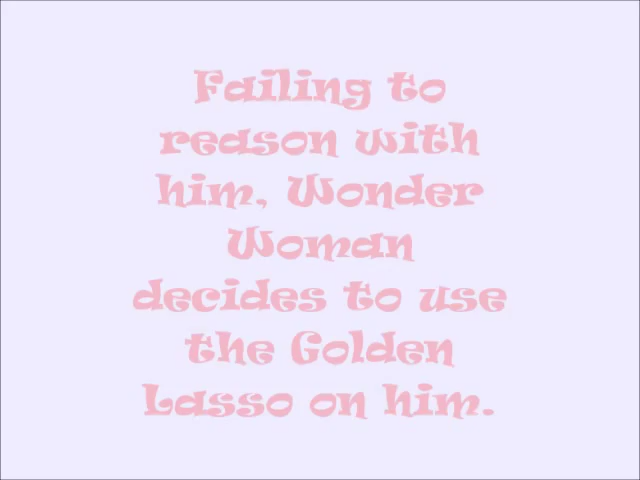 Failing to
reason with
him, Wonder
Woman
decides to use
the Golden
Lasso on him.